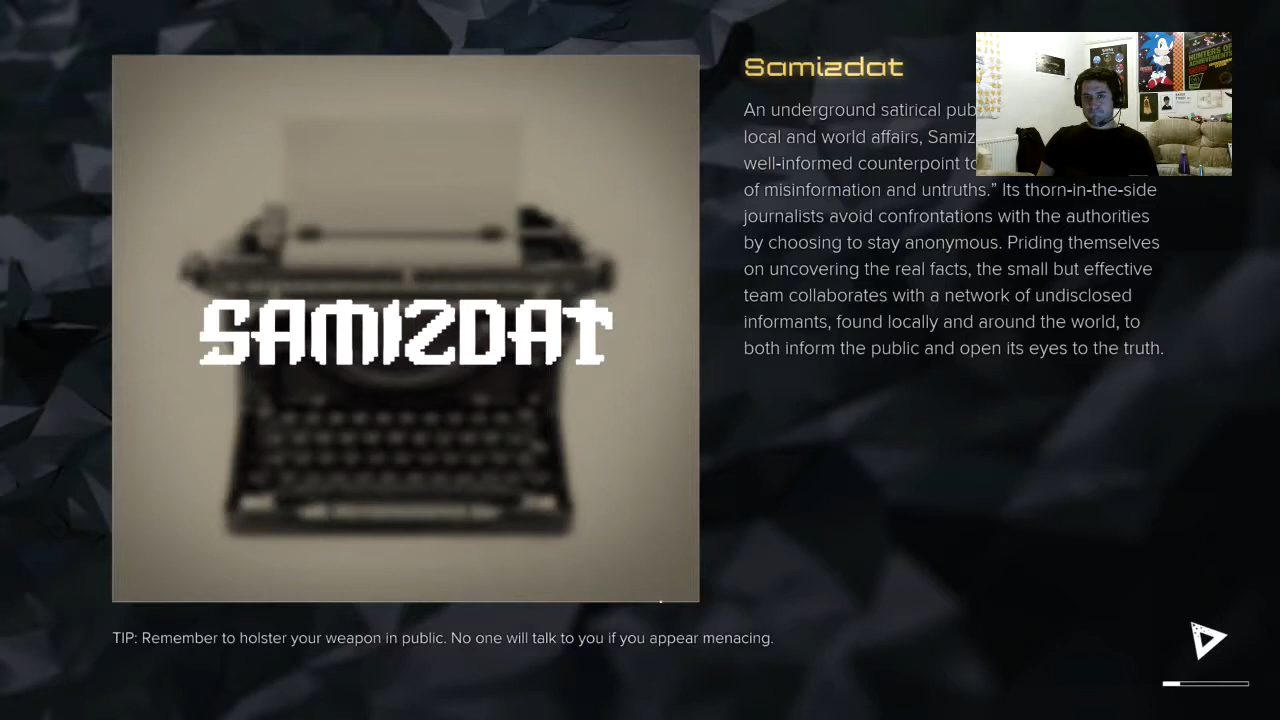 Samizdat
An underground satirical pub
local and world affairs, Samiz
well-informed counterpoint to
of misinformation and untruths.” Its thorn-in-the-side
journalists avoid confrontations with the authorities
by choosing to stay anonymous. Priding themselves
on uncovering the real facts, the small but effective
team collaborates with a network of undisclosed
informants, found locally and around the world, to
both inform the public and open its eyes to the truth.
SAMIZDAT
HUNTERS OF
TIP: Remember to holster your weapon in public. No one will talk to you if you appear menacing.